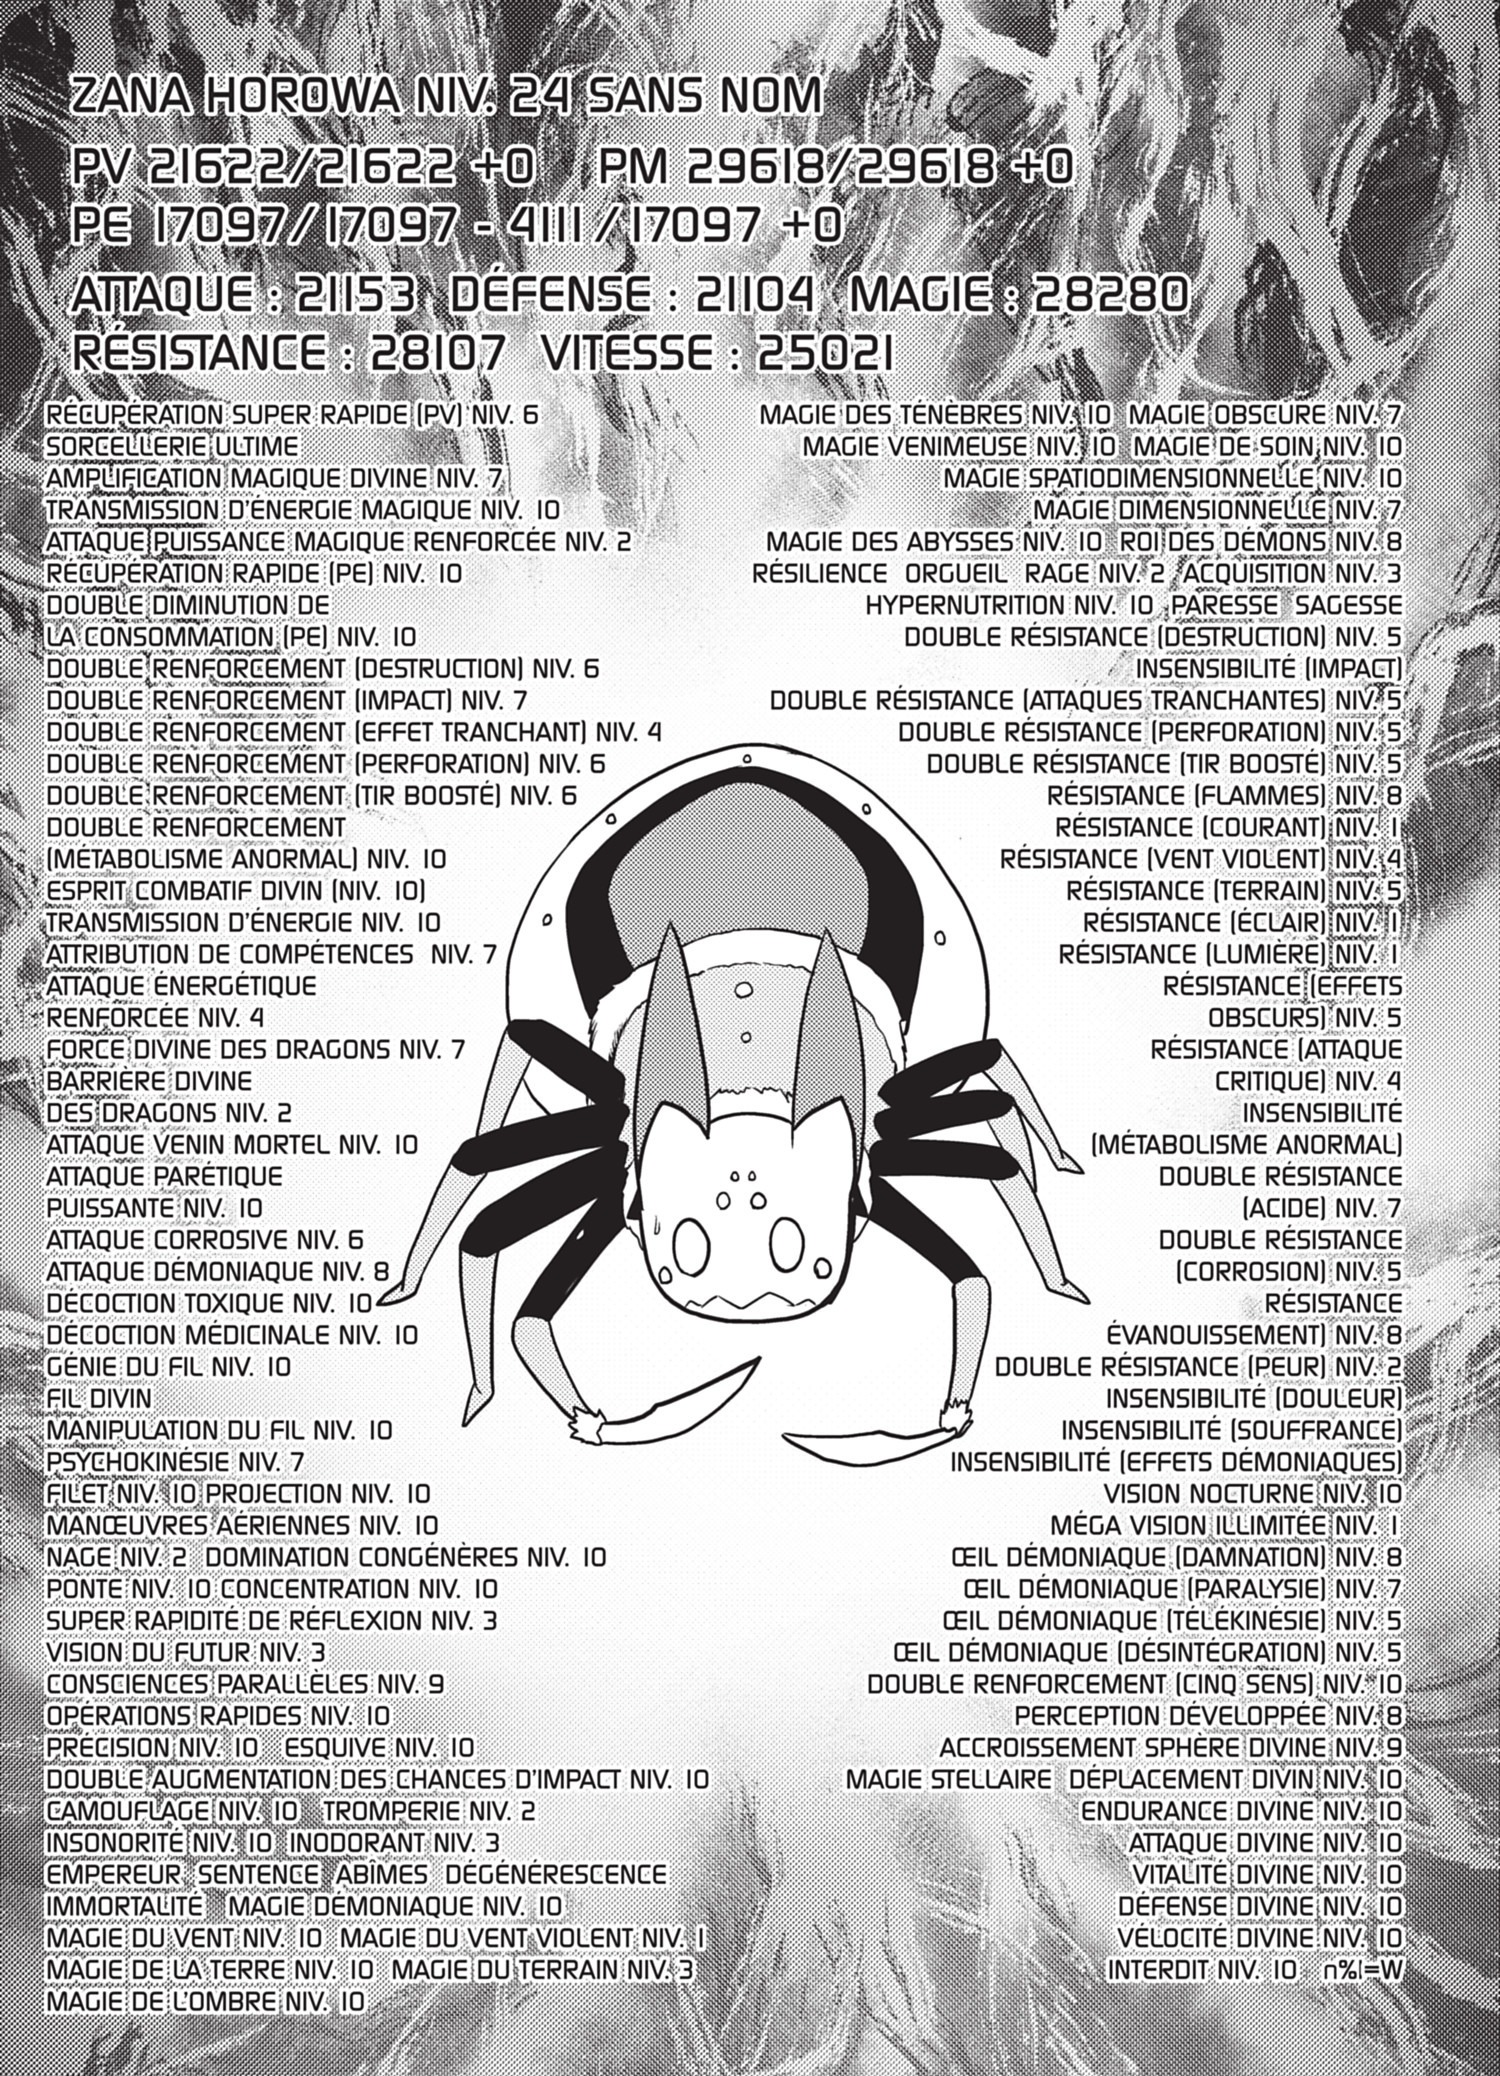 ZANA HOROWA NIV. 24 SANS NOM
PV 21622/21622 +0 PM 29618/29618 +0
PE 17097/17097 - 4111/17097 +0
ATTAQUE : 21153 DÉFENSE : 21104 MAGIE : 28280
RÉSISTANCE : 28107 VITESSE : 25021
RÉCUPÉRATION SUPER RAPIDE (PV) NIV. 6
SORCELLERIE ULTIME
AMPLIFICATION MAGIQUE DIVINE NIV. 7
TRANSMISSION D'ÉNERGIE MAGIQUE NIV. 10
ATTAQUE PUISSANCE MAGIQUE RENFORCÉE NIV. 2
RÉCUPÉRATION RAPIDE (PE) NIV. 10
DOUBLE DIMINUTION DE
LA CONSOMMATION (PE) NIV. 10
DOUBLE RENFORCEMENT (DESTRUCTION) NIV. 6
DOUBLE RENFORCEMENT (IMPACT) NIV. 7
DOUBLE RENFORCEMENT (EFFET TRANCHANT) NIV. 4
DOUBLE RENFORCEMENT (PERFORATION) NIV. 6
DOUBLE RENFORCEMENT (TIR BOOSTÉ) NIV. 6
DOUBLE RENFORCEMENT
(MÉTABOLISME ANORMAL) NIV. 10
ESPRIT COMBATIF DIVIN (NIV. 10)
TRANSMISSION D'ÉNERGIE NIV. 10
ATTRIBUTION DE COMPÉTENCES NIV. 7
ATTAQUE ÉNERGÉTIQUE
RENFORCÉE NIV. 4
FORCE DIVINE DES DRAGONS NIV. 7
BARRIÈRE DIVINE
DES DRAGONS NIV. 2
ATTAQUE VENIN MORTEL NIV. 10
ATTAQUE PARÉTIQUE
PUISSANTE NIV. 10
ATTAQUE CORROSIVE NIV. 6
ATTAQUE DÉMONIAQUE NIV. 8
DÉCOCTION TOXIQUE NIV. 10
DÉCOCTION MÉDICINALE NIV. 10
GÉNIE DU FIL NIV. 10
FIL DIVIN
MANIPULATION DU FIL NIV. 10
PSYCHOKINÉSIE NIV. 7
FILET NIV. 10 PROJECTION NIV. 10
MANŒUVRES AÉRIENNES NIV. 10
NAGE NIV. 2 DOMINATION CONGÉNÈRES NIV. 10
PONTE NIV. 10 CONCENTRATION NIV. 10
SUPER RAPIDITÉ DE RÉFLEXION NIV. 3
VISION DU FUTUR NIV. 3
CONSCIENCES PARALLÈLES NIV. 9
OPÉRATIONS RAPIDES NIV. 10
PRÉCISION NIV. 10 ESQUIVE NIV. 10
DOUBLE AUGMENTATION DES CHANCES D'IMPACT NIV. 10
CAMOUFLAGE NIV. 10 TROMPERIE NIV. 2
INSONORITÉ NIV. 10 INODORANT NIV. 3
EMPEREUR SENTENCE ABÎMES DÉGÉNÉRESCENCE
IMMORTALITÉ MAGIE DÉMONIAQUE NIV. 10
MAGIE DU VENT NIV. 10 MAGIE DU VENT VIOLENT NIV. 1
MAGIE DE LA TERRE NIV. 10 MAGIE DU TERRAIN NIV. 3
MAGIE DE L'OMBRE NIV. 10
MAGIE DES TÉNÈBRES NIV. 10 MAGIE OBSCURE NIV. 7
MAGIE VENIMEUSE NIV. 10 MAGIE DE SOIN NIV. 10
MAGIE SPATIODIMENSIONNELLE NIV. 10
MAGIE DIMENSIONNELLE NIV. 7
MAGIE DES ABYSSES NIV. 10 ROI DES DÉMONS NIV. 8
RÉSILIENCE ORGUEIL RAGE NIV. 2 ACQUISITION NIV. 3
HYPERNUTRITION NIV. 10 PARESSE SAGESSE
DOUBLE RÉSISTANCE (DESTRUCTION) NIV. 5
INSENSIBILITÉ (IMPACT)
DOUBLE RÉSISTANCE (ATTAQUES TRANCHANTES) NIV. 5
DOUBLE RÉSISTANCE (PERFORATION) NIV. 5
DOUBLE RÉSISTANCE (TIR BOOSTÉ) NIV. 5
RÉSISTANCE (FLAMMES) NIV. 8
RÉSISTANCE (COURANT) NIV. 1
RÉSISTANCE (VENT VIOLENT) NIV. 4
RÉSISTANCE (TERRAIN) NIV. 5
RÉSISTANCE (ÉCLAIR) NIV. 1
RÉSISTANCE (LUMIÈRE) NIV. 1
RÉSISTANCE (EFFETS
OBSCURS) NIV. 5
RÉSISTANCE (ATTAQUE
CRITIQUE) NIV. 4
INSENSIBILITÉ
(MÉTABOLISME ANORMAL)
DOUBLE RÉSISTANCE
(ACIDE) NIV. 7
DOUBLE RÉSISTANCE
(CORROSION) NIV. 5
RÉSISTANCE
ÉVANOUISSEMENT) NIV. 8
DOUBLE RÉSISTANCE (PEUR) NIV. 2
INSENSIBILITÉ (DOULEUR)
INSENSIBILITÉ (SOUFFRANCE)
INSENSIBILITÉ (EFFETS DÉMONIAQUES)
VISION NOCTURNE NIV. 10
MÉGA VISION ILLIMITÉE NIV. 1
ŒIL DÉMONIAQUE (DAMNATION) NIV. 8
ŒIL DÉMONIAQUE (PARALYSIE) NIV. 7
ŒIL DÉMONIAQUE (TÉLÉKINÉSIE) NIV. 5
ŒIL DÉMONIAQUE (DÉSINTÉGRATION) NIV. 5
DOUBLE RENFORCEMENT (CINQ SENS) NIV. 10
PERCEPTION DÉVELOPPÉE NIV. 8
ACCROISSEMENT SPHÈRE DIVINE NIV. 9
MAGIE STELLAIRE DÉPLACEMENT DIVIN NIV. 10
ENDURANCE DIVINE NIV. 10
ATTAQUE DIVINE NIV. 10
VITALITÉ DIVINE NIV. 10
DÉFENSE DIVINE NIV. 10
VÉLOCITÉ DIVINE NIV. 10
INTERDIT NIV. 10 n%I=W